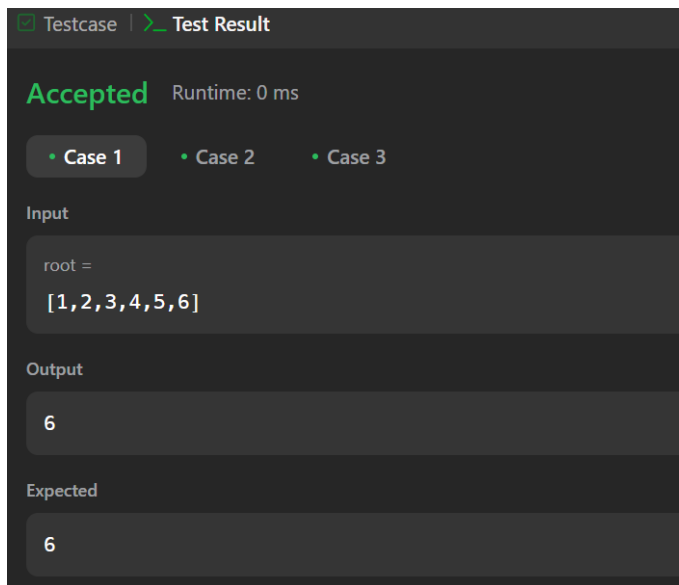 Testcase | >_ Test Result
Accepted Runtime: 0 ms
• Case 1 • Case 2 • Case 3
Input
root =
[1,2,3,4,5,6]
Output
6
Expected
6